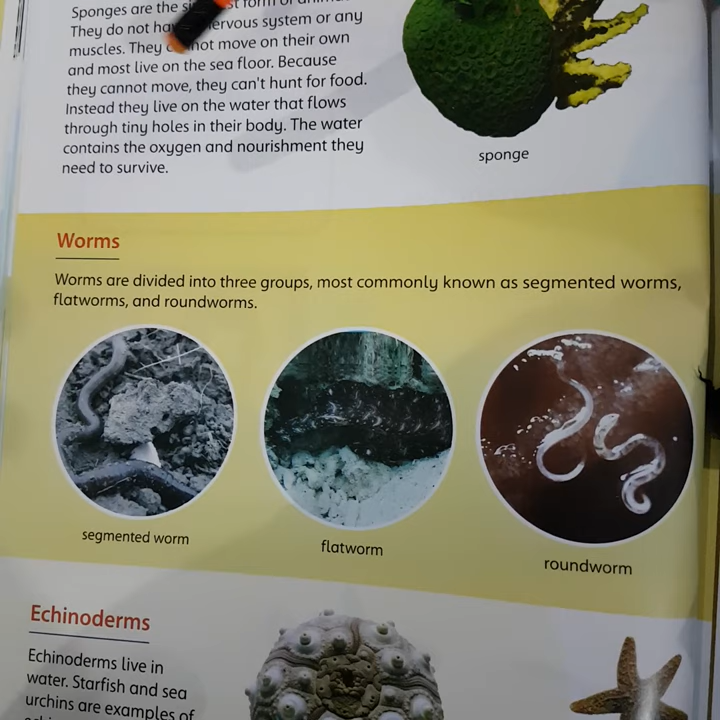 Sponges are the
They do not ha nervous system or any
muscles. They not move on their own
and most live on the sea floor. Because
they cannot move, they can't hunt for food.
Instead they live on the water that flows
through tiny holes in their body. The water
contains the oxygen and nourishment they
need to survive.
sponge
Worms
Worms are divided into three groups, most commonly known as segmented worms,
flatworms, and roundworms.
segmented worm
flatworm
roundworm
Echinoderms
Echinoderms live in
water. Starfish and sea
urchins are examples of